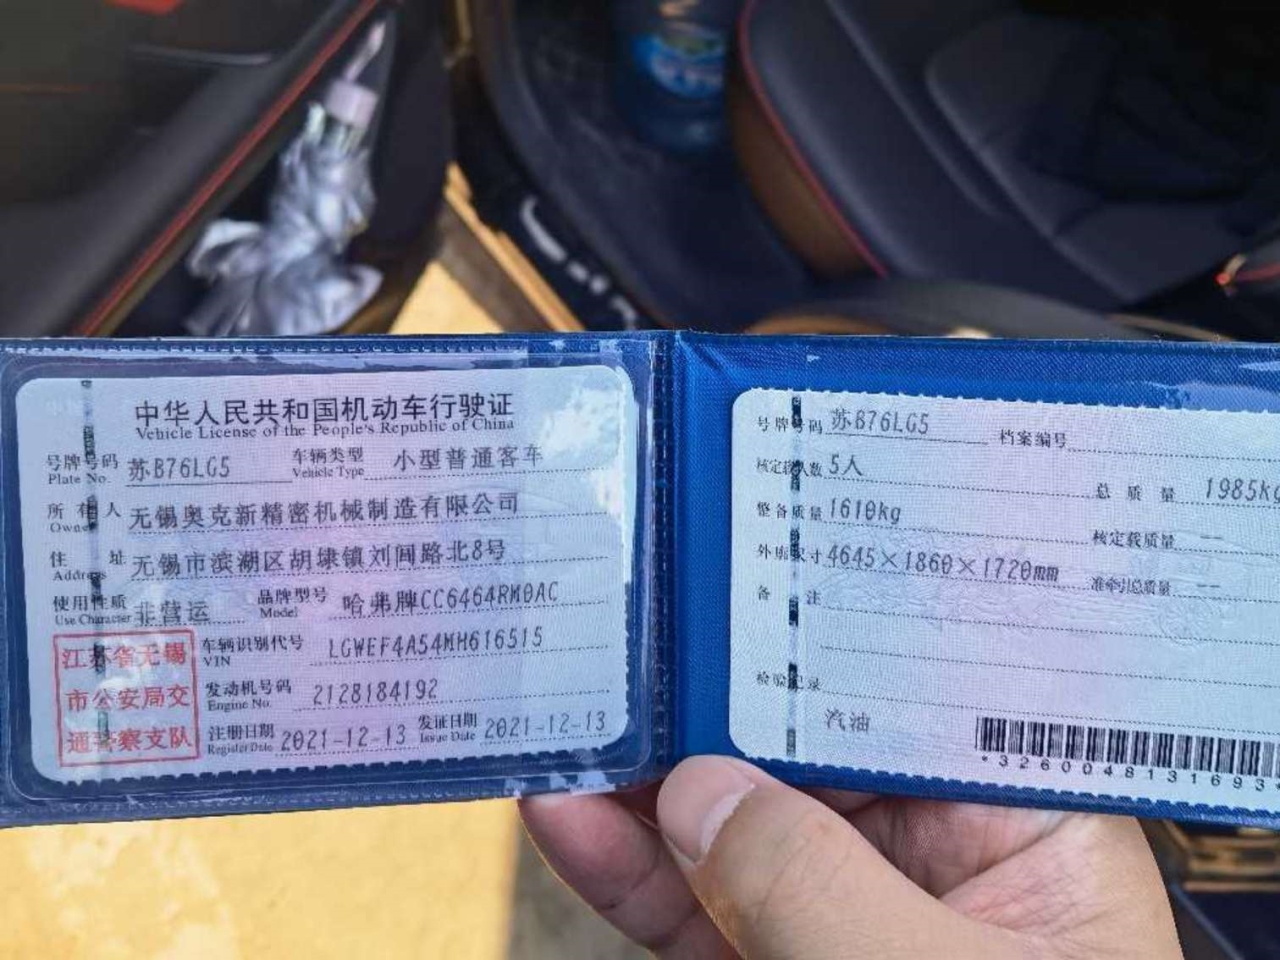 中华人民共和国机动车行驶证
Vehicle License of the People's Republic of China
号牌号码 苏B76LG5 车辆类型 小型普通客车
Plate No. Vehicle Type
所有人 无锡奥克新精密机械制造有限公司
Owner
住址 无锡市滨湖区胡埭镇刘闾路北8号
Address
使用性质 非营运 品牌型号 哈弗牌CC6464RM0AC
Use Character Model
江苏省无锡
市公安局交
通警察支队
车辆识别代号 LGWEF4A54MH616515
VIN
发动机号码 2128184192
Engine No.
注册日期 2021-12-13 发证日期 2021-12-13
Register Date Issue Date
号牌号码 苏B76LG5 档案编号
核定载人数 5人 总质量 1985kg
整备质量 1610kg 核定载质量 --
外廓尺寸 4645×1860×1720mm 准牵引总质量 --
备注
检验记录
汽油
*3260048131693